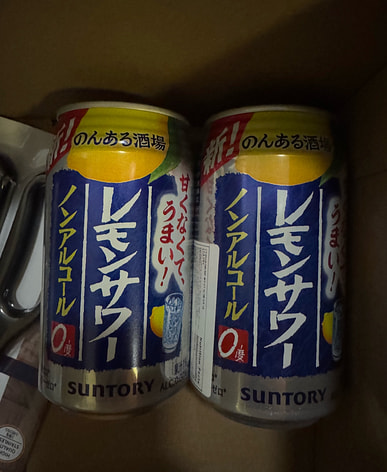 新!
のんある酒場
レモンサワー
ノンアルコール
0度
甘くなくて、
うまい!
SUNTORY
新!
のんある酒場
レモンサワー
ノンアルコール
0度
うまい!
SUNTORY